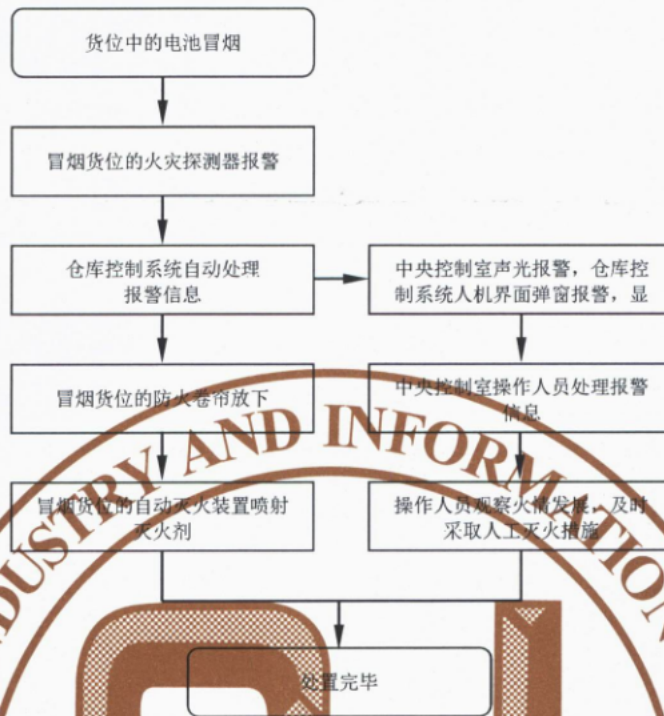 货位中的电池冒烟
冒烟货位的火灾探测器报警
仓库控制系统自动处理
报警信息
中央控制室声光报警，仓库控
制系统人机界面弹窗报警，显
冒烟货位的防火卷帘放下
中央控制室操作人员处理报警
信息
冒烟货位的自动灭火装置喷射
灭火剂
操作人员观察火情发展，及时
采取人工灭火措施
处置完毕
INDUSTRY AND INFORMATION